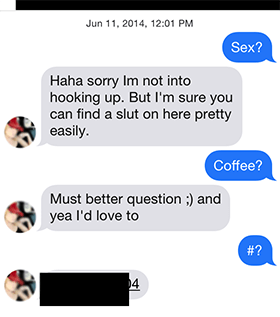 Jun 11, 2014, 12:01 PM
Sex?
Haha sorry Im not into
hooking up. But I'm sure you
can find a slut on here pretty
easily.
Coffee?
Must better question ;) and
yea I'd love to
#?
04